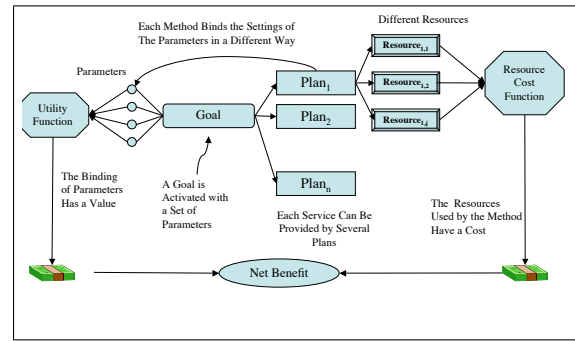 Each Method Binds the Settings of
The Parameters in a Different Way
Different Resources
Parameters
Utility
Function
Goal
Plan1
Plan2
Plann
Resource1,1
Resource1,2
Resource1,j
Resource
Cost
Function
The Binding
of Parameters
Has a Value
A Goal is
Activated with
a Set of
Parameters
Each Service Can Be
Provided by Several
Plans
The Resources
Used by the Method
Have a Cost
Net Benefit